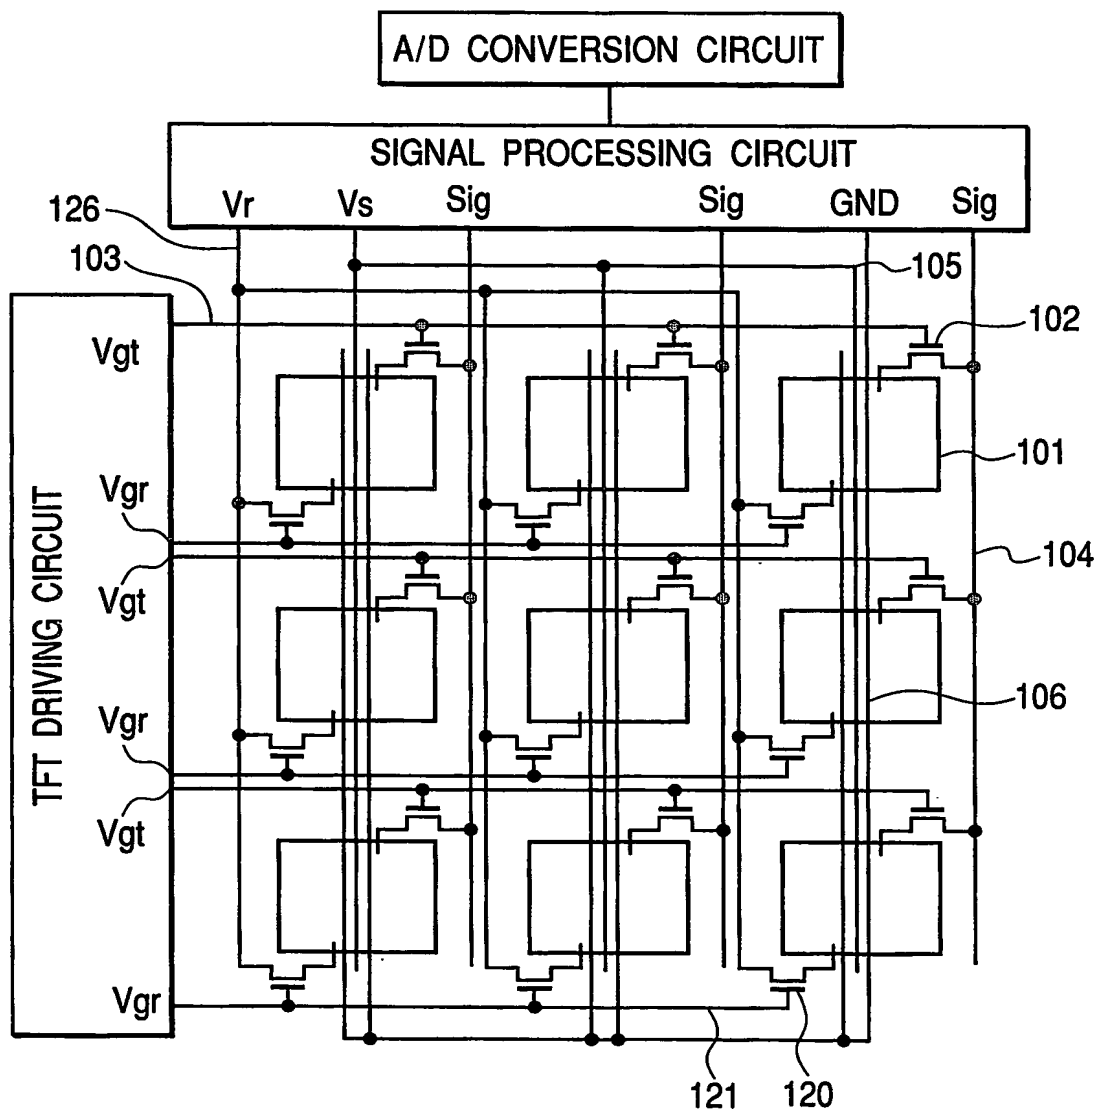 A/D CONVERSION CIRCUIT
SIGNAL PROCESSING CIRCUIT
Vr Vs Sig Sig GND Sig
126
103
105
102
Vgt
101
Vgr
104
Vgt
TFT DRIVING CIRCUIT
106
Vgr
Vgt
Vgr
121 120